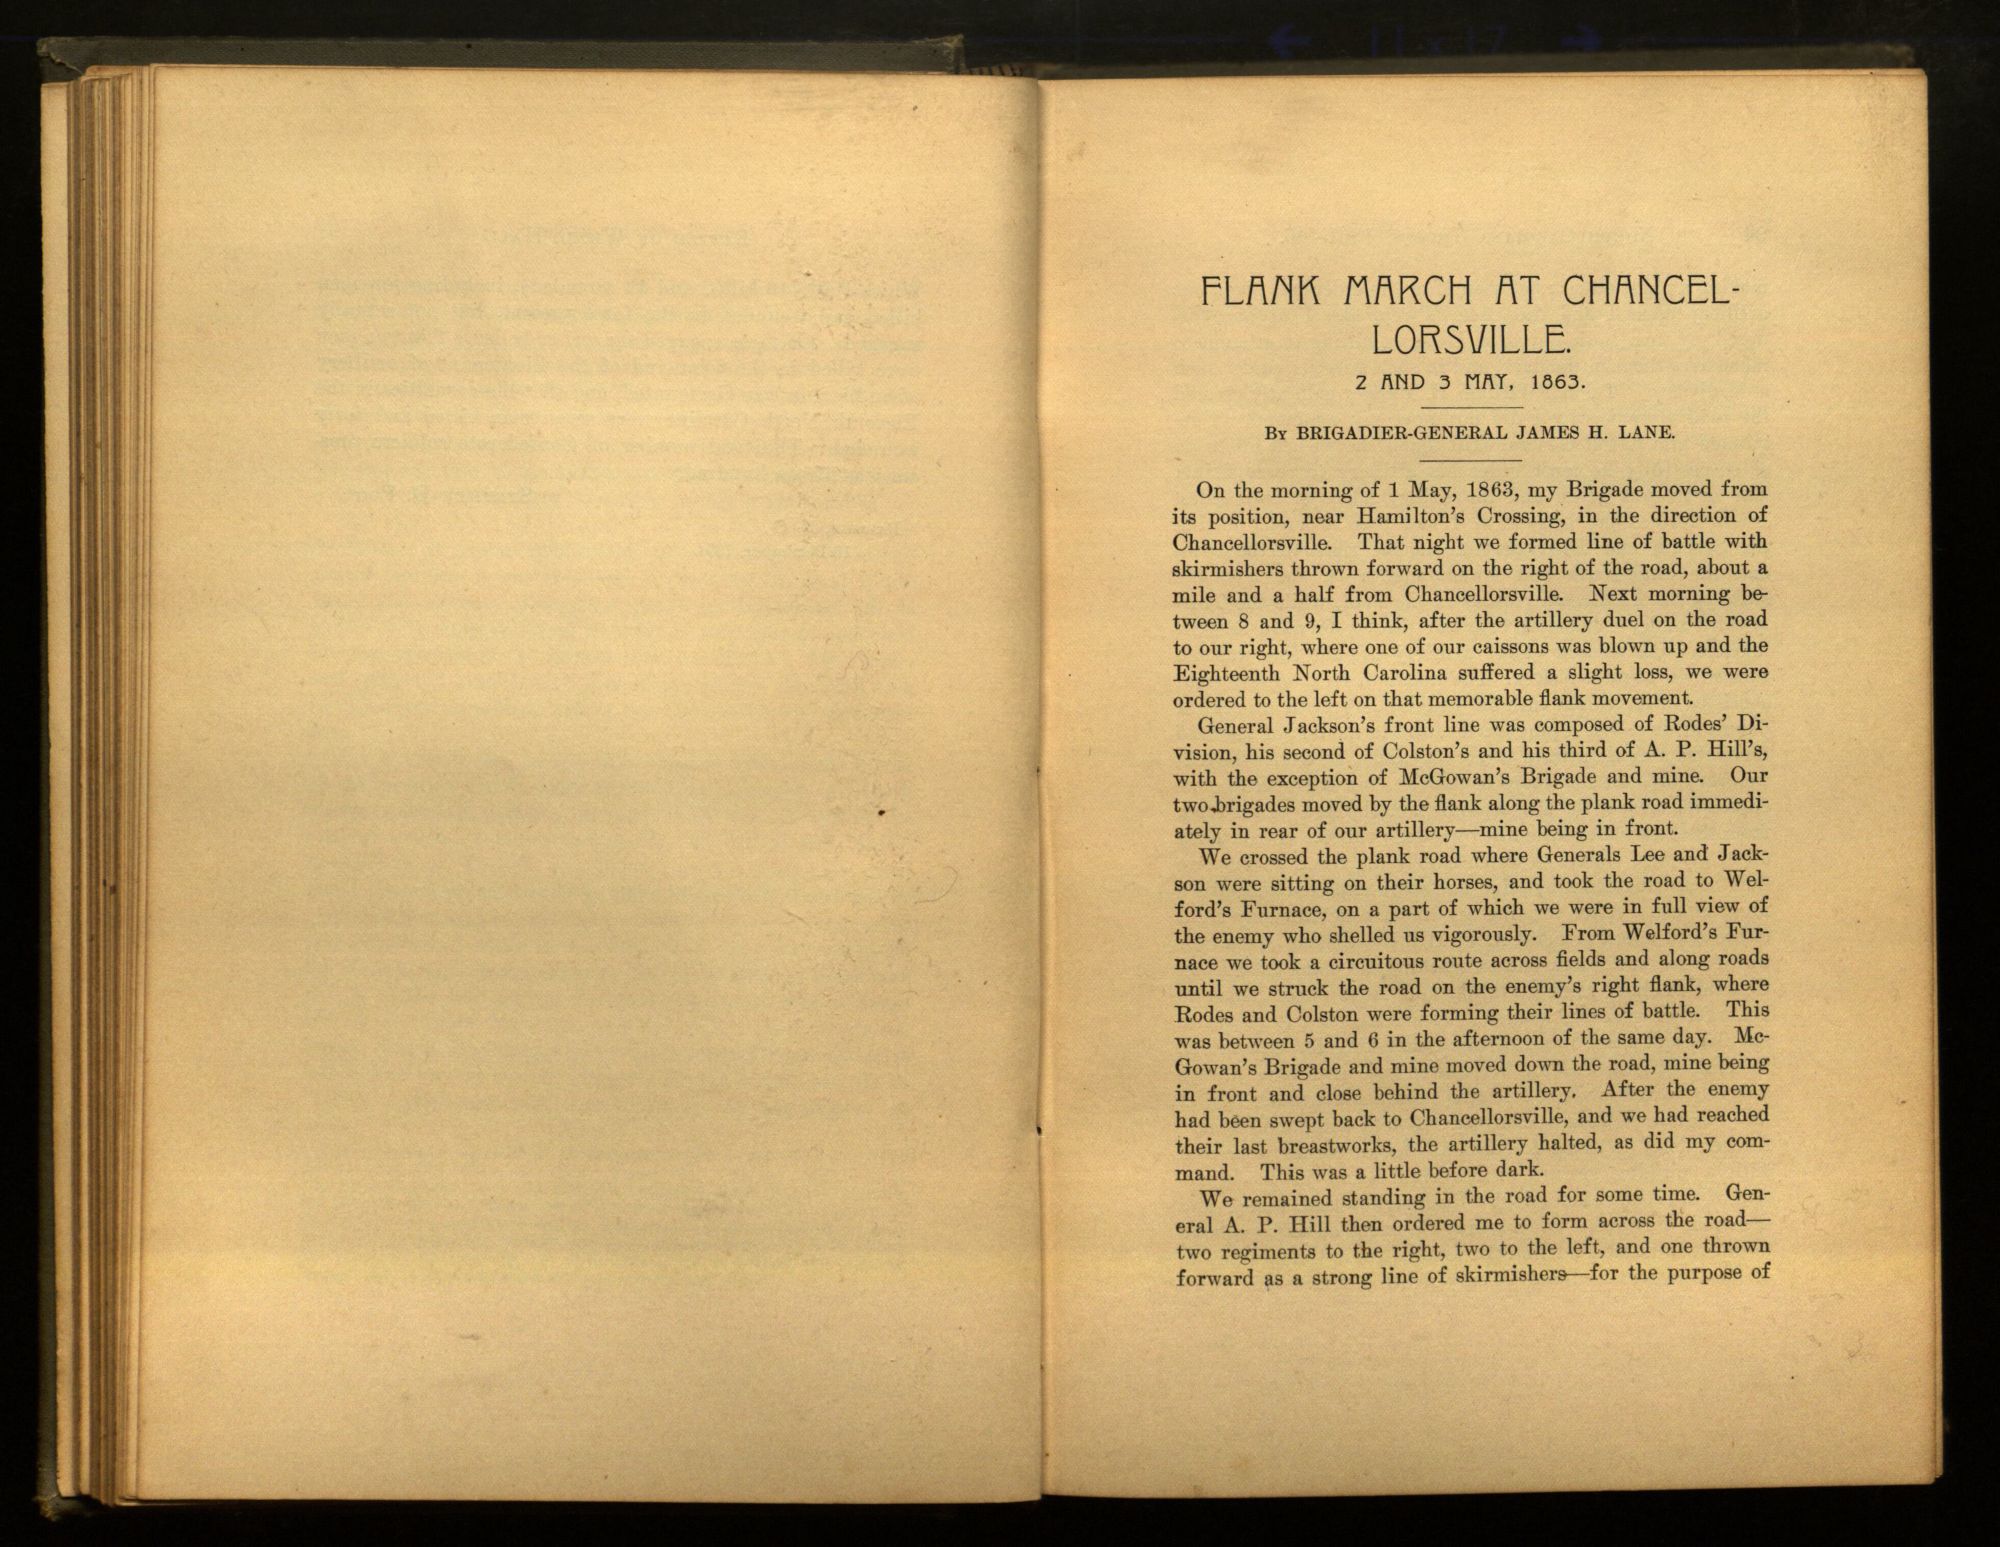 FLANK MARCH AT CHANCEL-
LORSVILLE.
2 AND 3 MAY, 1863.
By BRIGADIER-GENERAL JAMES H. LANE.
On the morning of 1 May, 1863, my Brigade moved from
its position, near Hamilton's Crossing, in the direction of
Chancellorsville. That night we formed line of battle with
skirmishers thrown forward on the right of the road, about a
mile and a half from Chancellorsville. Next morning be-
tween 8 and 9, I think, after the artillery duel on the road
to our right, where one of our caissons was blown up and the
Eighteenth North Carolina suffered a slight loss, we were
ordered to the left on that memorable flank movement.
General Jackson's front line was composed of Rodes' Di-
vision, his second of Colston's and his third of A. P. Hill's,
with the exception of McGowan's Brigade and mine. Our
two brigades moved by the flank along the plank road immedi-
ately in rear of our artillery—mine being in front.
We crossed the plank road where Generals Lee and Jack-
son were sitting on their horses, and took the road to Wel-
ford's Furnace, on a part of which we were in full view of
the enemy who shelled us vigorously. From Welford's Fur-
nace we took a circuitous route across fields and along roads
until we struck the road on the enemy's right flank, where
Rodes and Colston were forming their lines of battle. This
was between 5 and 6 in the afternoon of the same day. Mc-
Gowan's Brigade and mine moved down the road, mine being
in front and close behind the artillery. After the enemy
had been swept back to Chancellorsville, and we had reached
their last breastworks, the artillery halted, as did my com-
mand. This was a little before dark.
We remained standing in the road for some time. Gen-
eral A. P. Hill then ordered me to form across the road—
two regiments to the right, two to the left, and one thrown
forward as a strong line of skirmishers—for the purpose of